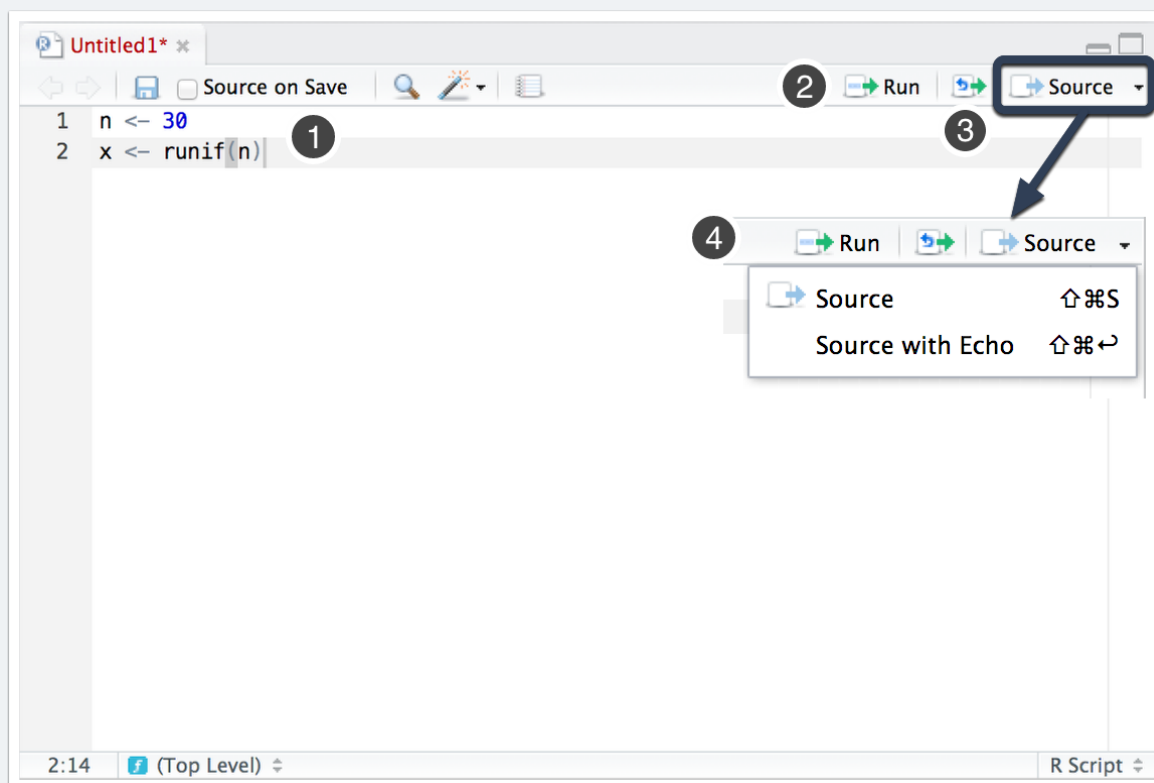 Untitled1*
Source on Save
2
Run
Source
1 n <- 30
1
3
2 x <- runif(n)
4
Run
Source
Source ⇧⌘S
Source with Echo ⇧⌘↩
2:14 (Top Level) R Script